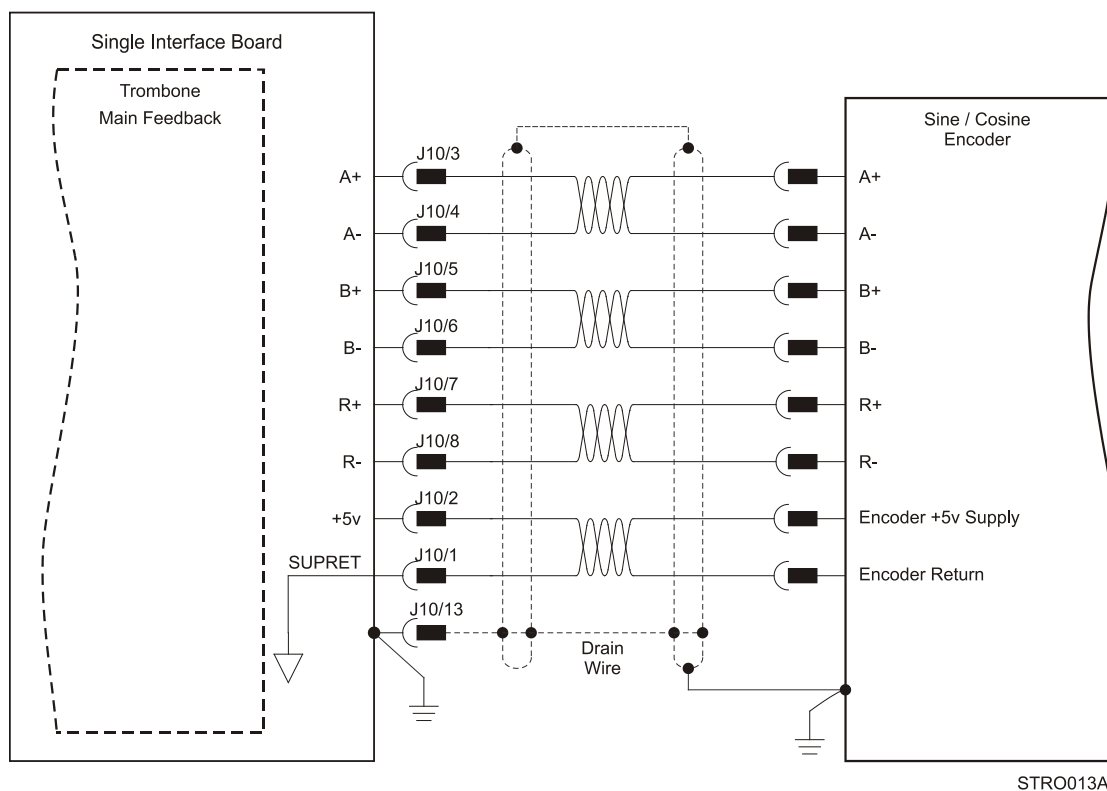 Single Interface Board
Trombone
Main Feedback
Sine / Cosine
Encoder
A+ J10/3 A+
A- J10/4 A-
B+ J10/5 B+
B- J10/6 B-
R+ J10/7 R+
R- J10/8 R-
+5v J10/2 Encoder +5v Supply
SUPRET J10/1 Encoder Return
J10/13
Drain
Wire
STRO013A